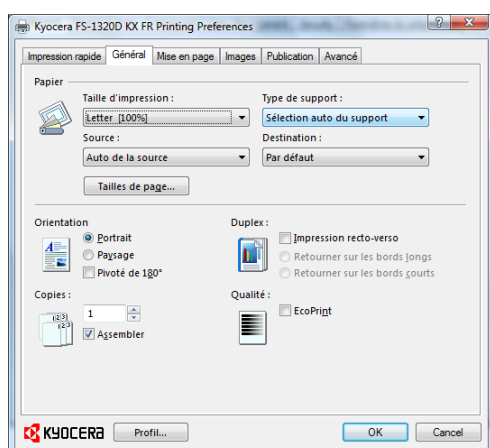 Kyocera FS-1320D KX FR Printing Preferences
Impression rapide Général Mise en page Images Publication Avancé
Papier
Taille d'impression : Type de support :
Letter [100%] Sélection auto du support
Source : Destination :
Auto de la source Par défaut
Tailles de page...
Orientation Duplex :
Portrait Impression recto-verso
Paysage Retourner sur les bords longs
Pivoté de 180° Retourner sur les bords courts
Copies : Qualité :
1 EcoPrint
Assembler
KYOCERA Profil... OK Cancel